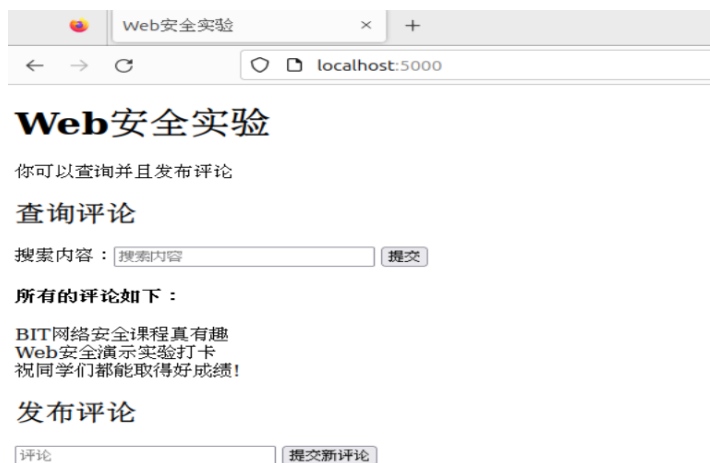 Web安全实验
localhost:5000
Web安全实验
你可以查询并且发布评论
查询评论
搜索内容：搜索内容 提交
所有的评论如下：
BIT网络安全课程真有趣
Web安全演示实验打卡
祝同学们都能取得好成绩!
发布评论
评论 提交新评论